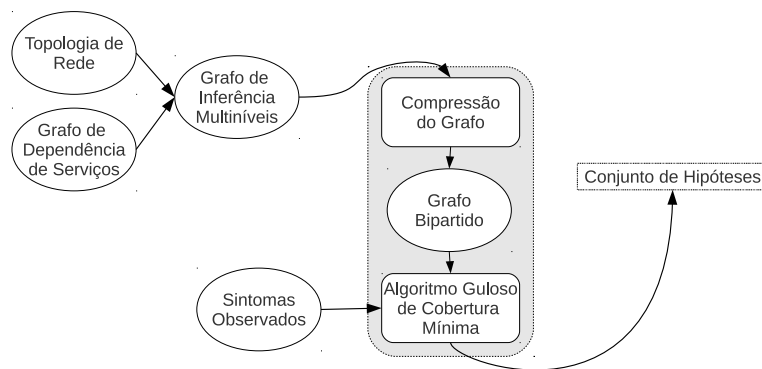 Topologia de
Rede
Grafo de
Dependência
de Serviços
Grafo de
Inferência
Multiníveis
Compressão
do Grafo
Grafo
Bipartido
Sintomas
Observados
Algoritmo Guloso
de Cobertura
Mínima
Conjunto de Hipóteses